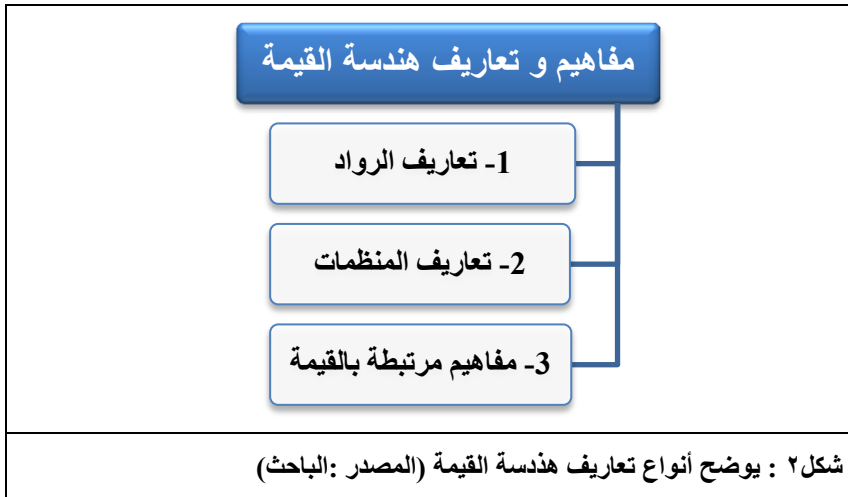 مفاهيم و تعاريف هندسة القيمة
1- تعاريف الرواد
2- تعاريف المنظمات
3- مفاهيم مرتبطة بالقيمة
شكل٢ : يوضح أنواع تعاريف هذدسة القيمة (المصدر :الباحث)